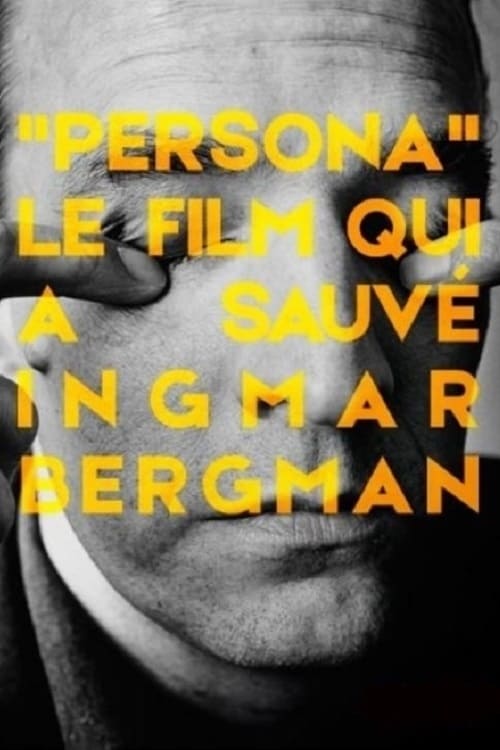 "PERSONA"
LE FILM QUI
A SAUVÉ
INGMAR
BERGMAN